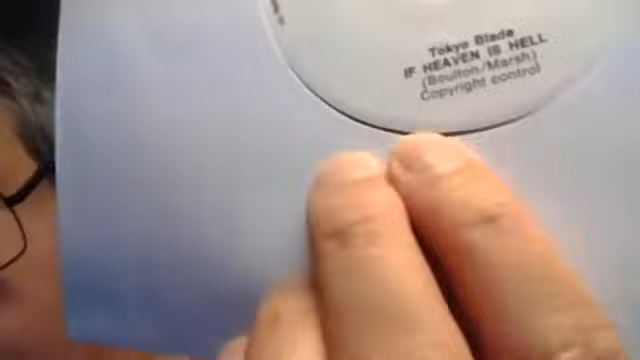 Tokyo Blade
IF HEAVEN IS HELL
(Boulton/Marsh)
Copyright control